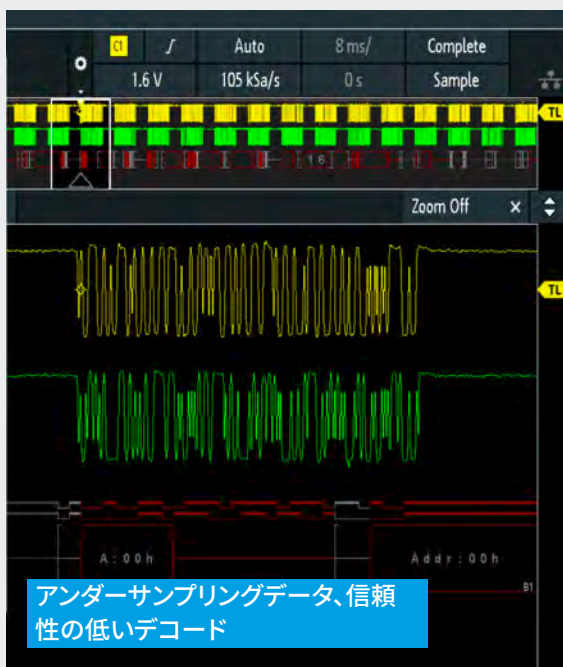 C1 Auto 8 ms/ Complete
1.6 V 105 kSa/s 0 s Sample
TL
1 6
Zoom Off ×
TL
A:00h Addr:00h
B1
アンダーサンプリングデータ、信頼
性の低いデコード